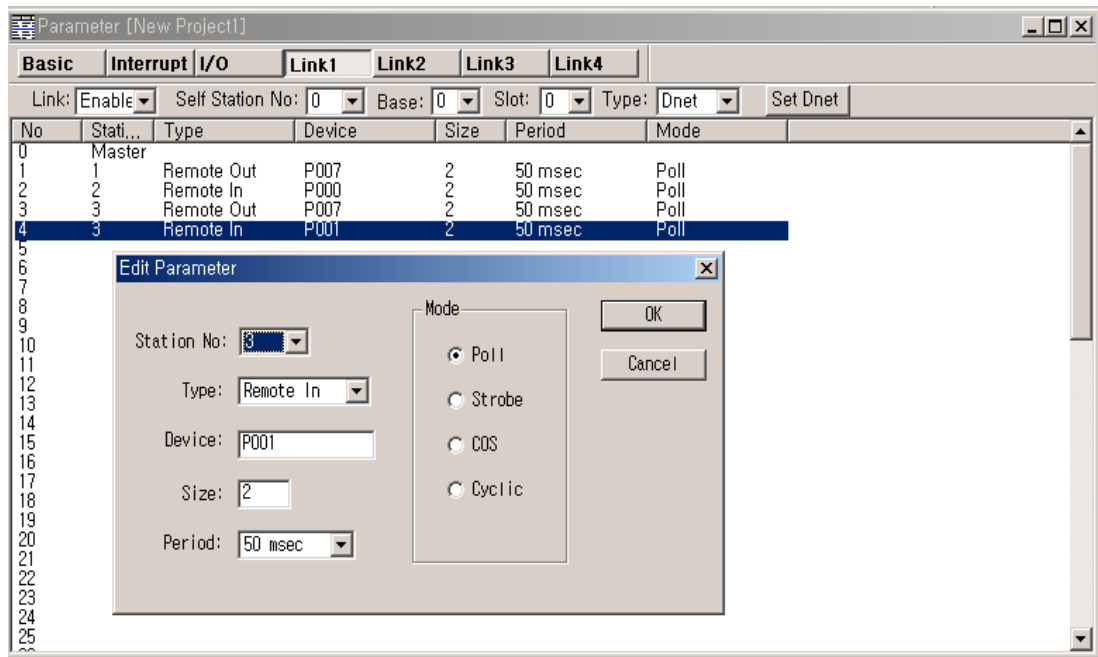 Parameter [New Project1]
Basic Interrupt I/O Link1 Link2 Link3 Link4
Link: Enable Self Station No: 0 Base: 0 Slot: 0 Type: Dnet Set Dnet
No Stati... Type Device Size Period Mode
0 Master
1 1 Remote Out P007 2 50 msec Poll
2 2 Remote In P000 2 50 msec Poll
3 3 Remote Out P007 2 50 msec Poll
4 3 Remote In P001 2 50 msec Poll
5
6
7
8
9
10
11
12
13
14
15
16
17
18
19
20
21
22
23
24
25
Edit Parameter
Station No: 3
Type: Remote In
Device: P001
Size: 2
Period: 50 msec
Mode
Poll
Strobe
COS
Cyclic
OK
Cancel